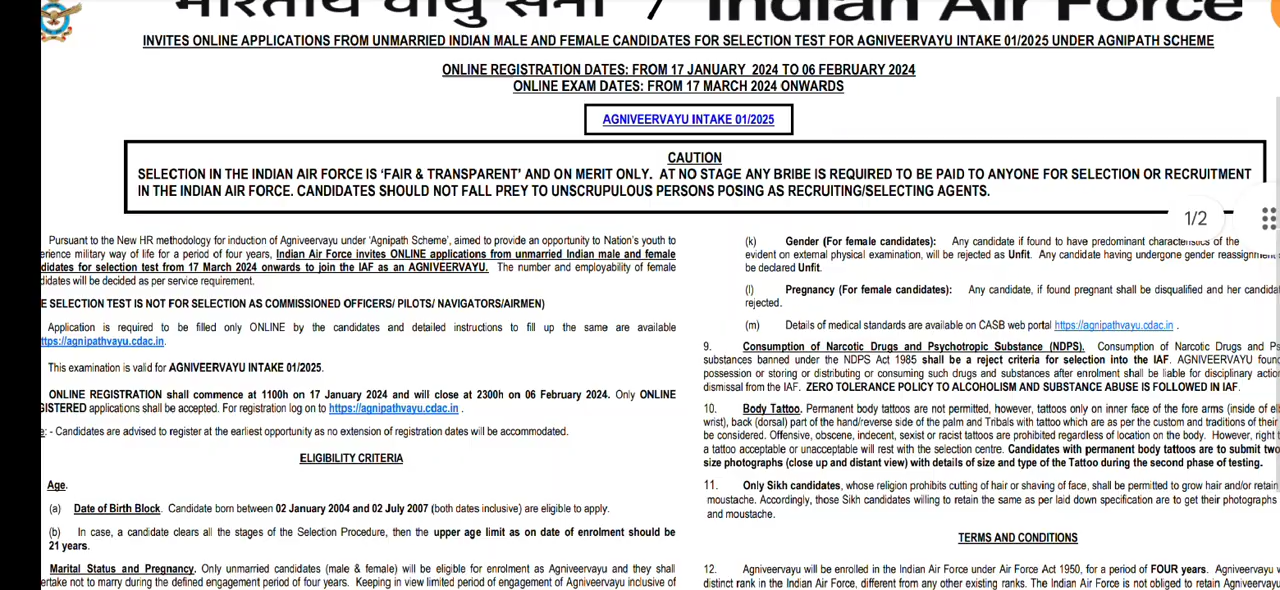 भारतीय वायु सेना / Indian Air Force
INVITES ONLINE APPLICATIONS FROM UNMARRIED INDIAN MALE AND FEMALE CANDIDATES FOR SELECTION TEST FOR AGNIVEERVAYU INTAKE 01/2025 UNDER AGNIPATH SCHEME
ONLINE REGISTRATION DATES: FROM 17 JANUARY 2024 TO 06 FEBRUARY 2024
ONLINE EXAM DATES: FROM 17 MARCH 2024 ONWARDS
AGNIVEERVAYU INTAKE 01/2025
CAUTION
SELECTION IN THE INDIAN AIR FORCE IS ‘FAIR & TRANSPARENT’ AND ON MERIT ONLY. AT NO STAGE ANY BRIBE IS REQUIRED TO BE PAID TO ANYONE FOR SELECTION OR RECRUITMENT
IN THE INDIAN AIR FORCE. CANDIDATES SHOULD NOT FALL PREY TO UNSCRUPULOUS PERSONS POSING AS RECRUITING/SELECTING AGENTS.
1/2
Pursuant to the New HR methodology for induction of Agniveervayu under ‘Agnipath Scheme’, aimed to provide an opportunity to Nation’s youth to
erience military way of life for a period of four years, Indian Air Force invites ONLINE applications from unmarried Indian male and female
didates for selection test from 17 March 2024 onwards to join the IAF as an AGNIVEERVAYU. The number and employability of female
didates will be decided as per service requirement.
E SELECTION TEST IS NOT FOR SELECTION AS COMMISSIONED OFFICERS/ PILOTS/ NAVIGATORS/AIRMEN)
Application is required to be filled only ONLINE by the candidates and detailed instructions to fill up the same are available
ttps://agnipathvayu.cdac.in.
This examination is valid for AGNIVEERVAYU INTAKE 01/2025.
ONLINE REGISTRATION shall commence at 1100h on 17 January 2024 and will close at 2300h on 06 February 2024. Only ONLINE
GISTERED applications shall be accepted. For registration log on to https://agnipathvayu.cdac.in .
e: - Candidates are advised to register at the earliest opportunity as no extension of registration dates will be accommodated.
ELIGIBILITY CRITERIA
Age.
(a) Date of Birth Block. Candidate born between 02 January 2004 and 02 July 2007 (both dates inclusive) are eligible to apply.
(b) In case, a candidate clears all the stages of the Selection Procedure, then the upper age limit as on date of enrolment should be
21 years.
Marital Status and Pregnancy. Only unmarried candidates (male & female) will be eligible for enrolment as Agniveervayu and they shall
ertake not to marry during the defined engagement period of four years. Keeping in view limited period of engagement of Agniveervayu inclusive of
(k) Gender (For female candidates): Any candidate if found to have predominant characteristics of the
evident on external physical examination, will be rejected as Unfit. Any candidate having undergone gender reassignmen
be declared Unfit.
(l) Pregnancy (For female candidates): Any candidate, if found pregnant shall be disqualified and her candidat
rejected.
(m) Details of medical standards are available on CASB web portal https://agnipathvayu.cdac.in .
9. Consumption of Narcotic Drugs and Psychotropic Substance (NDPS). Consumption of Narcotic Drugs and Ps
substances banned under the NDPS Act 1985 shall be a reject criteria for selection into the IAF. AGNIVEERVAYU foun
possession or storing or distributing or consuming such drugs and substances after enrolment shall be liable for disciplinary action
dismissal from the IAF. ZERO TOLERANCE POLICY TO ALCOHOLISM AND SUBSTANCE ABUSE IS FOLLOWED IN IAF.
10. Body Tattoo. Permanent body tattoos are not permitted, however, tattoos only on inner face of the fore arms (inside of el
wrist), back (dorsal) part of the hand/reverse side of the palm and Tribals with tattoo which are as per the custom and traditions of their
be considered. Offensive, obscene, indecent, sexist or racist tattoos are prohibited regardless of location on the body. However, right t
a tattoo acceptable or unacceptable will rest with the selection centre. Candidates with permanent body tattoos are to submit two
size photographs (close up and distant view) with details of size and type of the Tattoo during the second phase of testing.
11. Only Sikh candidates, whose religion prohibits cutting of hair or shaving of face, shall be permitted to grow hair and/or retain
moustache. Accordingly, those Sikh candidates willing to retain the same as per laid down specification are to get their photographs
and moustache.
TERMS AND CONDITIONS
12. Agniveervayu will be enrolled in the Indian Air Force under Air Force Act 1950, for a period of FOUR years. Agniveervayu w
distinct rank in the Indian Air Force, different from any other existing ranks. The Indian Air Force is not obliged to retain Agniveervayu